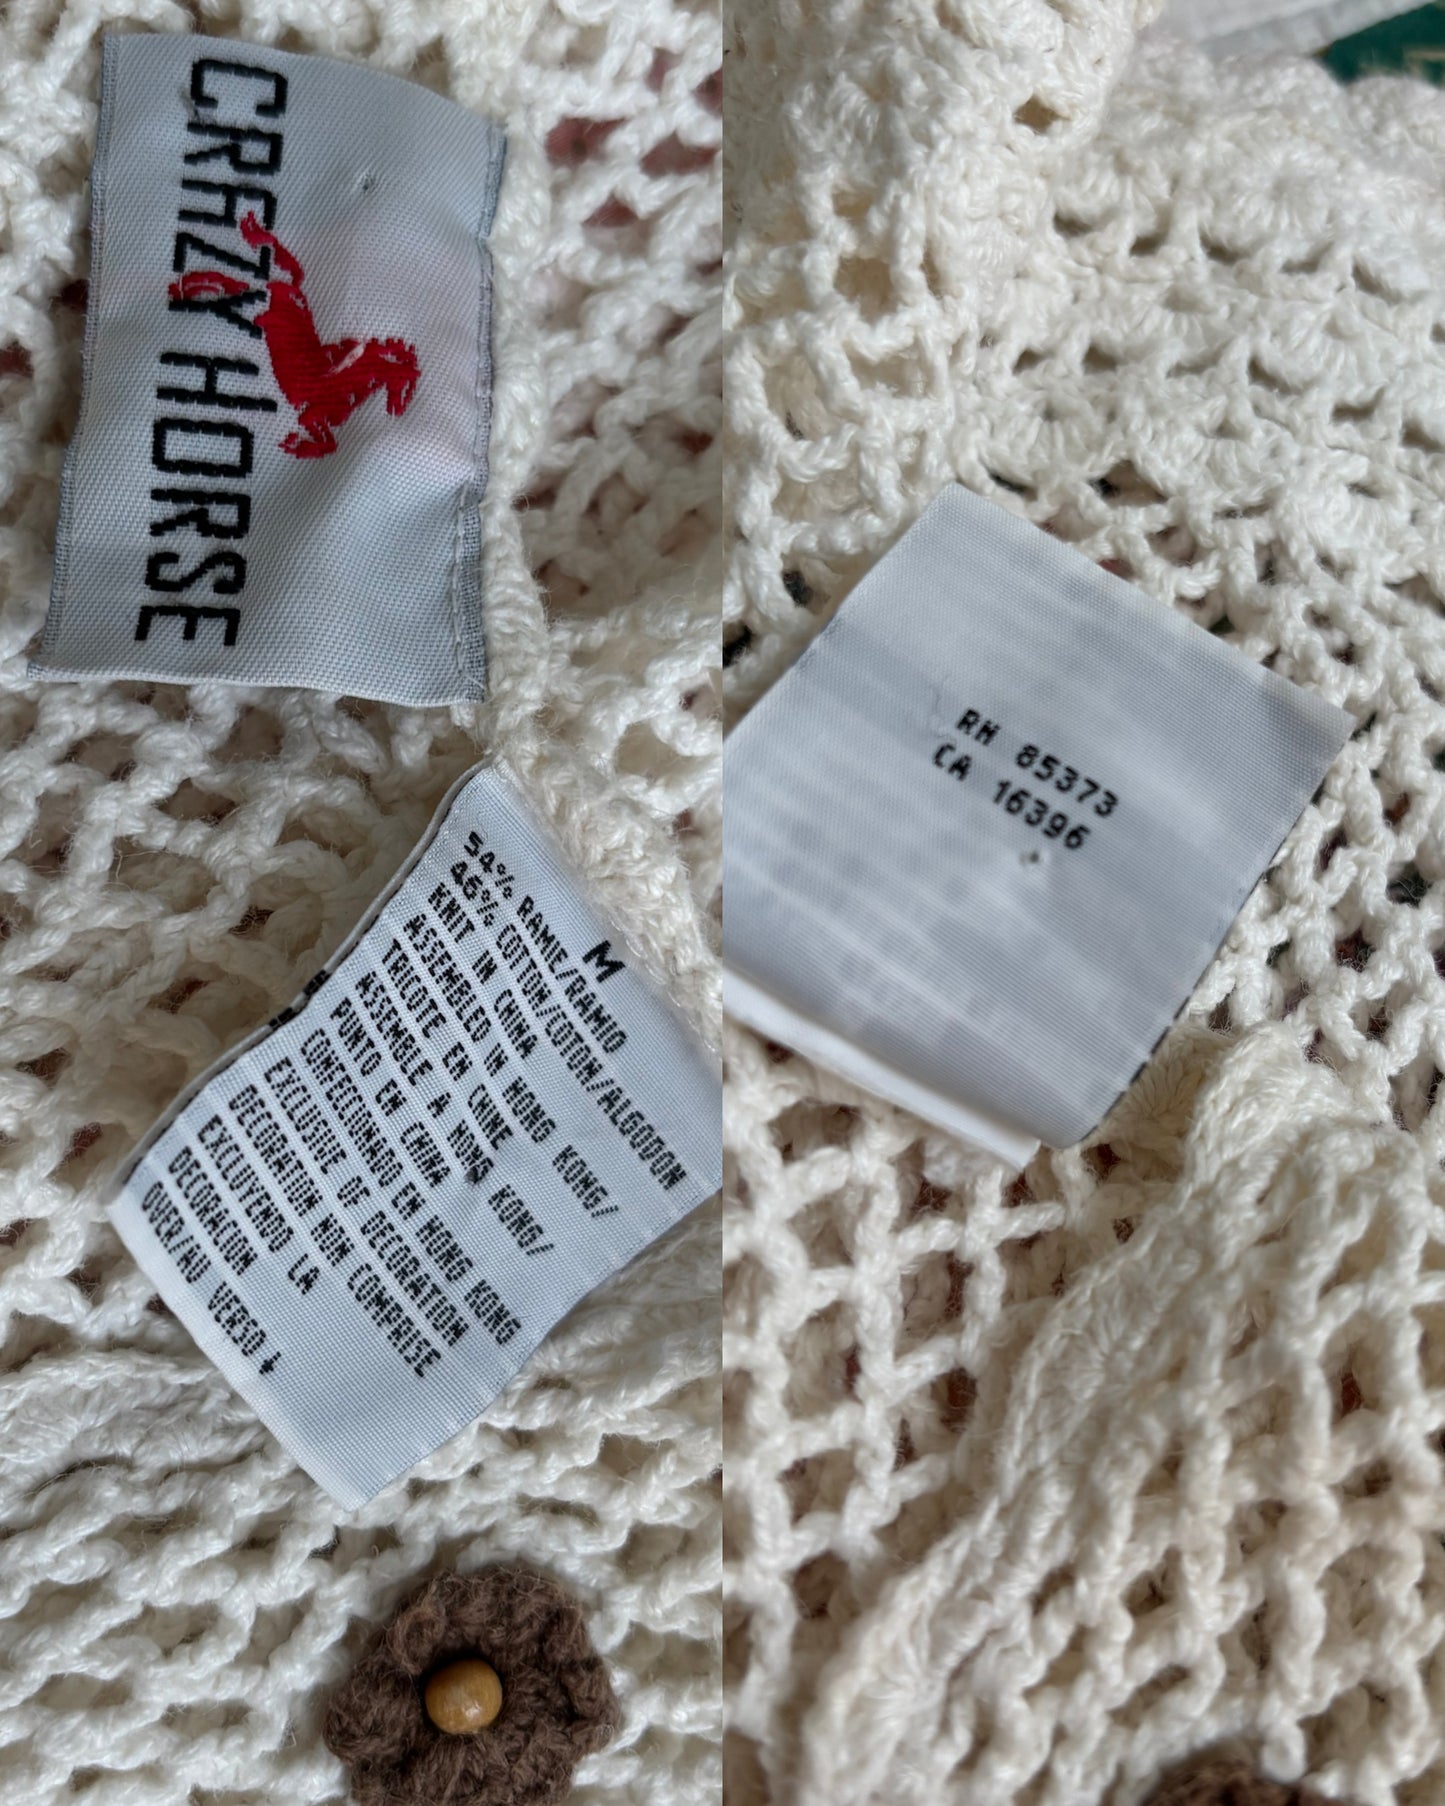 CRAZY HORSE
M
54% RAMIE/RAMIO
46% COTTON/COTON/ALGODON
KNIT IN CHINA
ASSEMBLED IN HONG KONG/
TRICOTE EN CHINE
ASSEMBLE A HONG KONG/
PUNTO EN CHINA
CONFECCIONADO EN HONG KONG
EXCLUSIVE OF DECORATION
DECORATION NON COMPRISE
EXCLUYENDO LA
DECORACION
OVER/AU VERSO
RN 85373
CA 16396